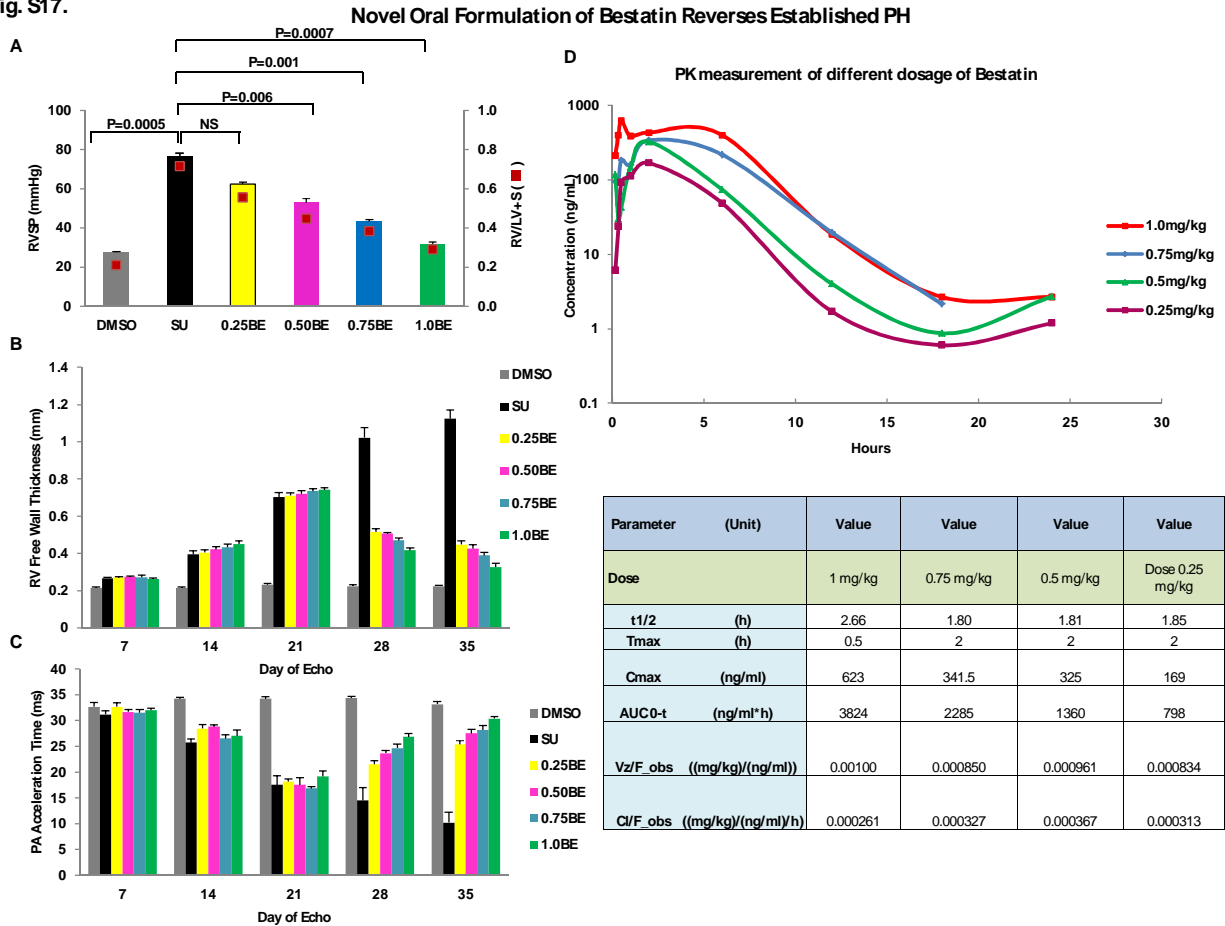 Fig. S17.
Novel Oral Formulation of Bestatin Reverses Established PH
A
P=0.0007
P=0.001
P=0.006
P=0.0005
NS
100
80
60
40
20
0
RVSP (mmHg)
1.0
0.8
0.6
0.4
0.2
0.0
RV/LV+S ( )
DMSO SU 0.25BE 0.50BE 0.75BE 1.0BE
B
1.4
1.2
1
0.8
0.6
0.4
0.2
0
RV Free Wall Thickness (mm)
7 14 21 28 35
Day of Echo
DMSO
SU
0.25BE
0.50BE
0.75BE
1.0BE
C
40
35
30
25
20
15
10
5
0
PA Acceleration Time (ms)
7 14 21 28 35
Day of Echo
DMSO
SU
0.25BE
0.50BE
0.75BE
1.0BE
D
PK measurement of different dosage of Bestatin
1000
100
10
1
0.1
Concentration (ng/mL)
0 5 10 15 20 25 30
Hours
1.0mg/kg
0.75mg/kg
0.5mg/kg
0.25mg/kg
Parameter (Unit) Value Value Value Value
Dose 1 mg/kg 0.75 mg/kg 0.5 mg/kg Dose 0.25
mg/kg
t1/2 (h) 2.66 1.80 1.81 1.85
Tmax (h) 0.5 2 2 2
Cmax (ng/ml) 623 341.5 325 169
AUC0-t (ng/ml*h) 3824 2285 1360 798
Vz/F_obs ((mg/kg)/(ng/ml)) 0.00100 0.000850 0.000961 0.000834
Cl/F_obs ((mg/kg)/(ng/ml)/h) 0.000261 0.000327 0.000367 0.000313